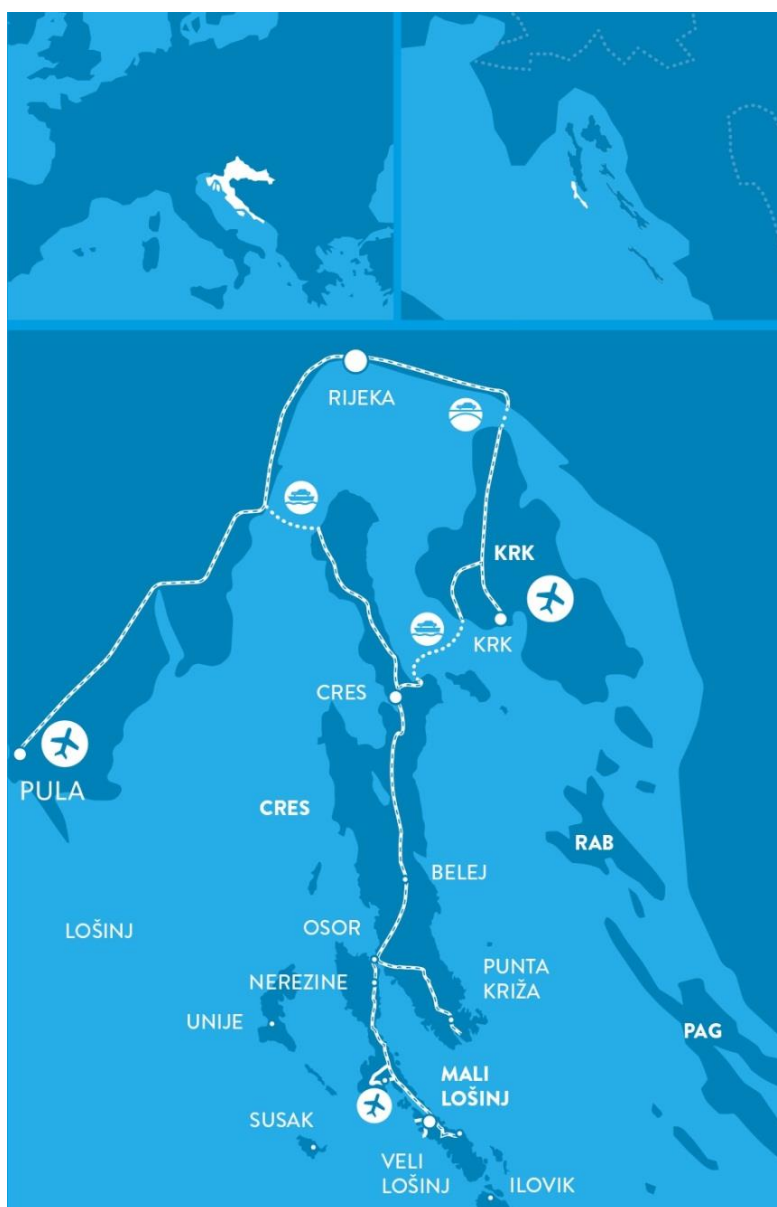 RIJEKA
KRK
KRK
CRES
PULA
CRES
RAB
BELEJ
LOŠINJ
OSOR
PUNTA
KRIŽA
NEREZINE
UNIJE
PAG
MALI
LOŠINJ
SUSAK
VELI
LOŠINJ
ILOVIK